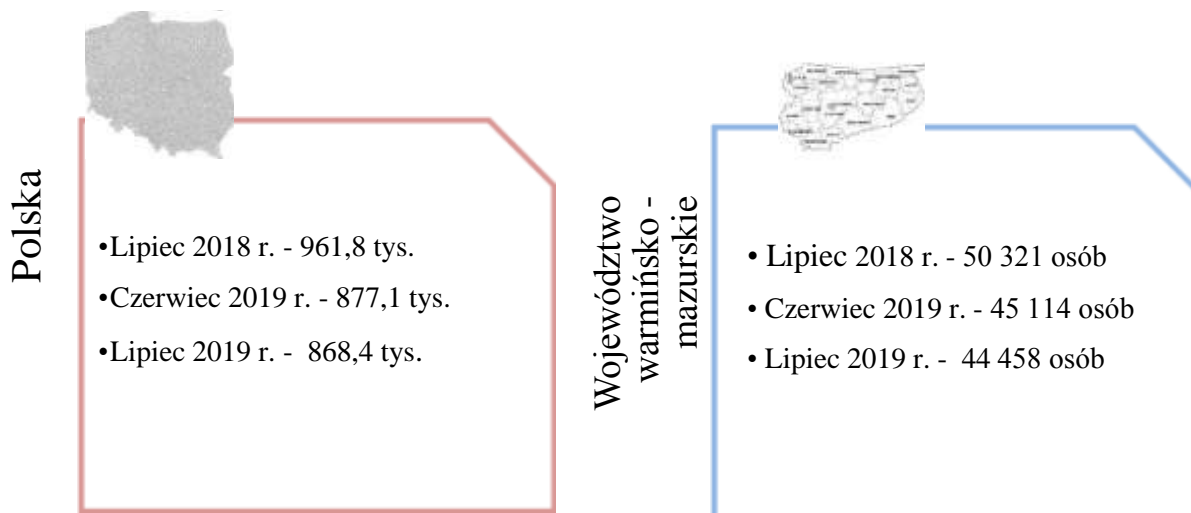 Polska
•Lipiec 2018 r. - 961,8 tys.
•Czerwiec 2019 r. - 877,1 tys.
•Lipiec 2019 r. -  868,4 tys.
Województwo
warmińsko -
mazurskie
• Lipiec 2018 r. - 50 321 osób
• Czerwiec 2019 r. - 45 114 osób
• Lipiec 2019 r. -  44 458 osób